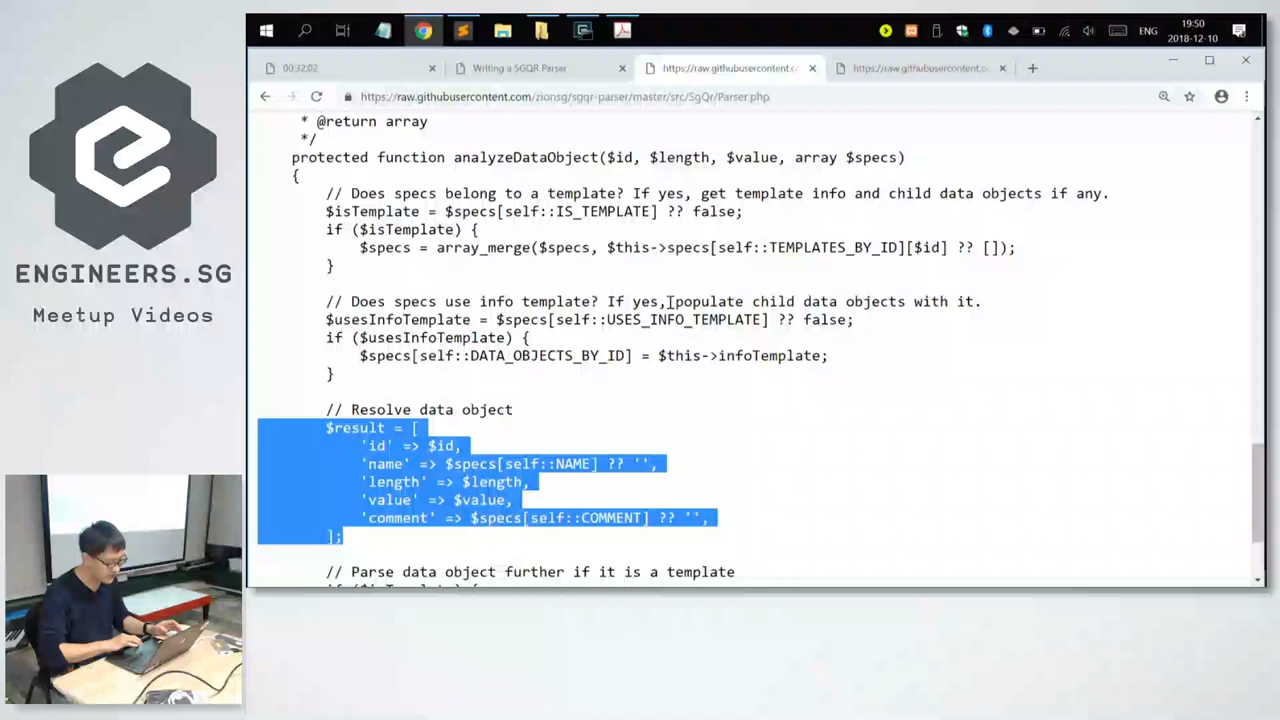 ENGINEERS.SG
Meetup Videos
ENG
19:50
2018-12-10
00:32:02
Writing a SGQR Parser
https://raw.githubusercontent.c
https://raw.githubusercontent.co
https://raw.githubusercontent.com/zionsg/sgqr-parser/master/src/SgQr/Parser.php
* @return array
*/
protected function analyzeDataObject($id, $length, $value, array $specs)
{
// Does specs belong to a template? If yes, get template info and child data objects if any.
$isTemplate = $specs[self::IS_TEMPLATE] ?? false;
if ($isTemplate) {
$specs = array_merge($specs, $this->specs[self::TEMPLATES_BY_ID][$id] ?? []);
}
// Does specs use info template? If yes, populate child data objects with it.
$usesInfoTemplate = $specs[self::USES_INFO_TEMPLATE] ?? false;
if ($usesInfoTemplate) {
$specs[self::DATA_OBJECTS_BY_ID] = $this->infoTemplate;
}
// Resolve data object
$result = [
'id' => $id,
'name' => $specs[self::NAME] ?? '',
'length' => $length,
'value' => $value,
'comment' => $specs[self::COMMENT] ?? '',
];
// Parse data object further if it is a template
if ($isTemplate) {